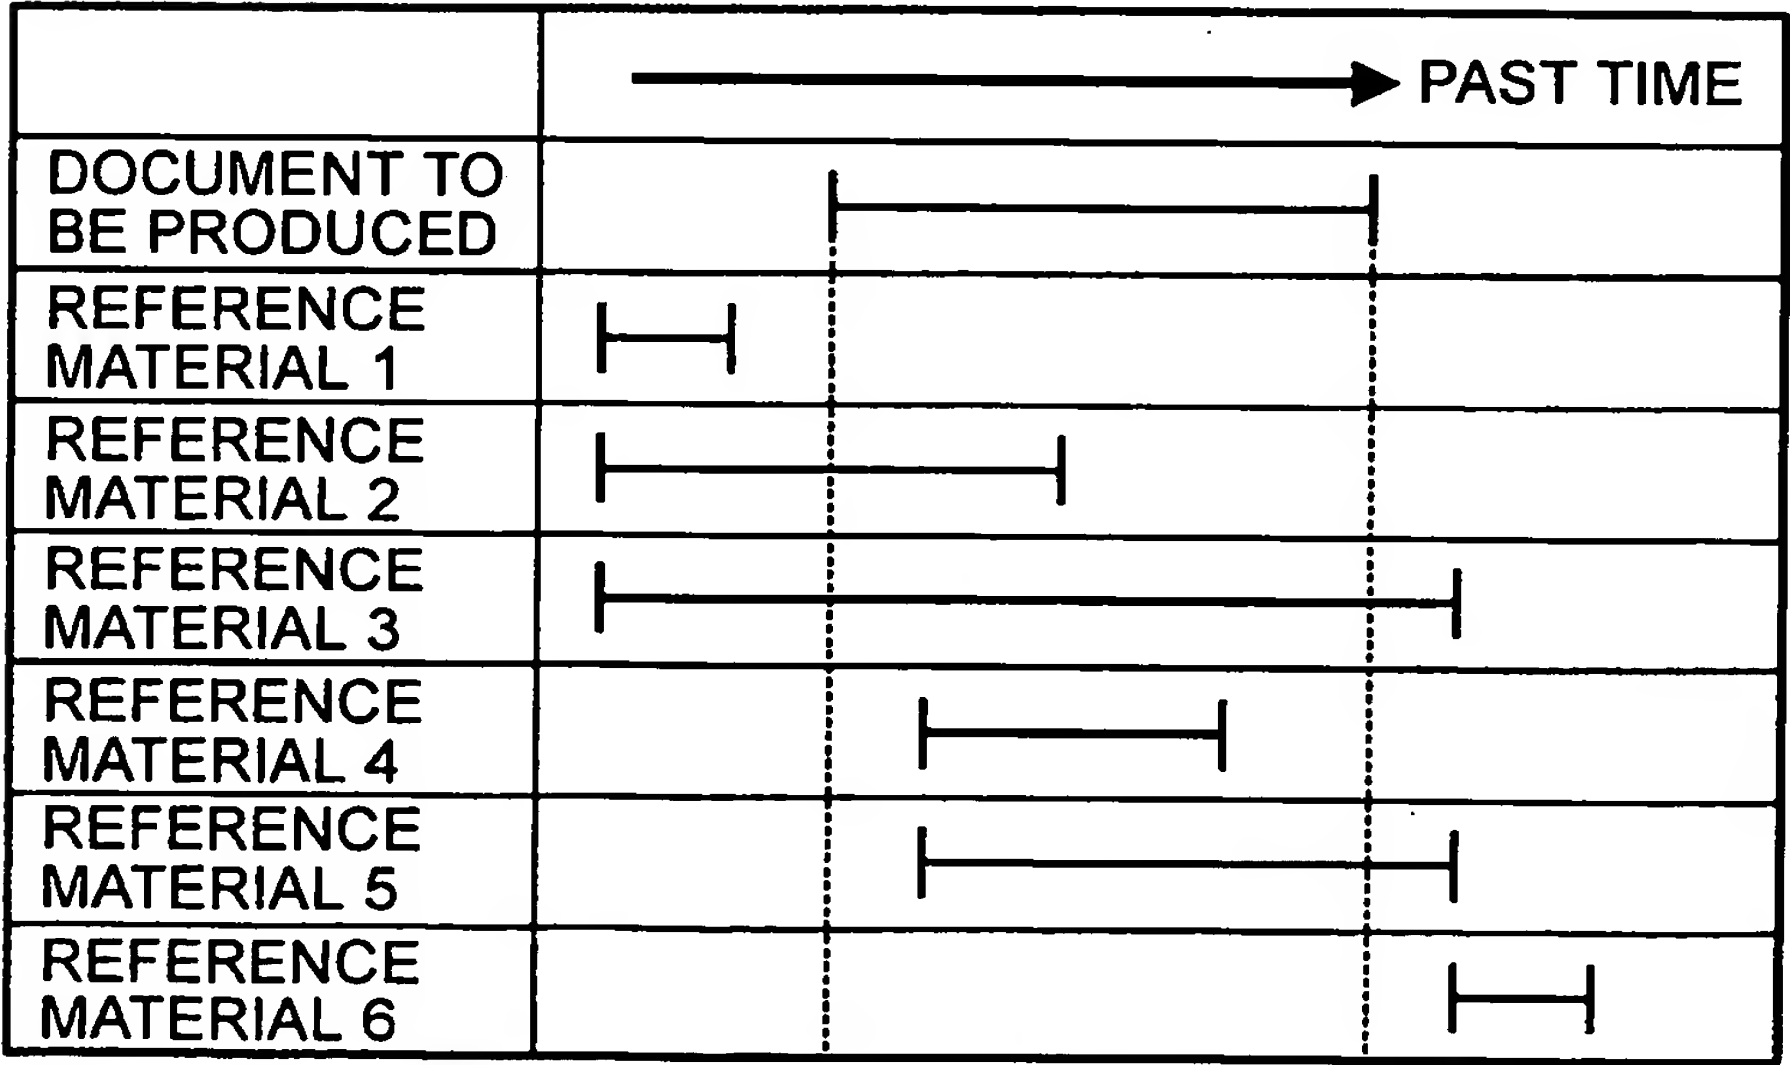 PAST TIME
DOCUMENT TO
BE PRODUCED
REFERENCE
MATERIAL 1
REFERENCE
MATERIAL 2
REFERENCE
MATERIAL 3
REFERENCE
MATERIAL 4
REFERENCE
MATERIAL 5
REFERENCE
MATERIAL 6